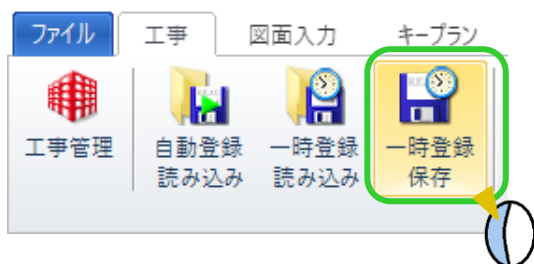 ファイル 工事 図面入力 キープラン
工事管理 自動登録 一時登録 一時登録
読み込み 読み込み 保存